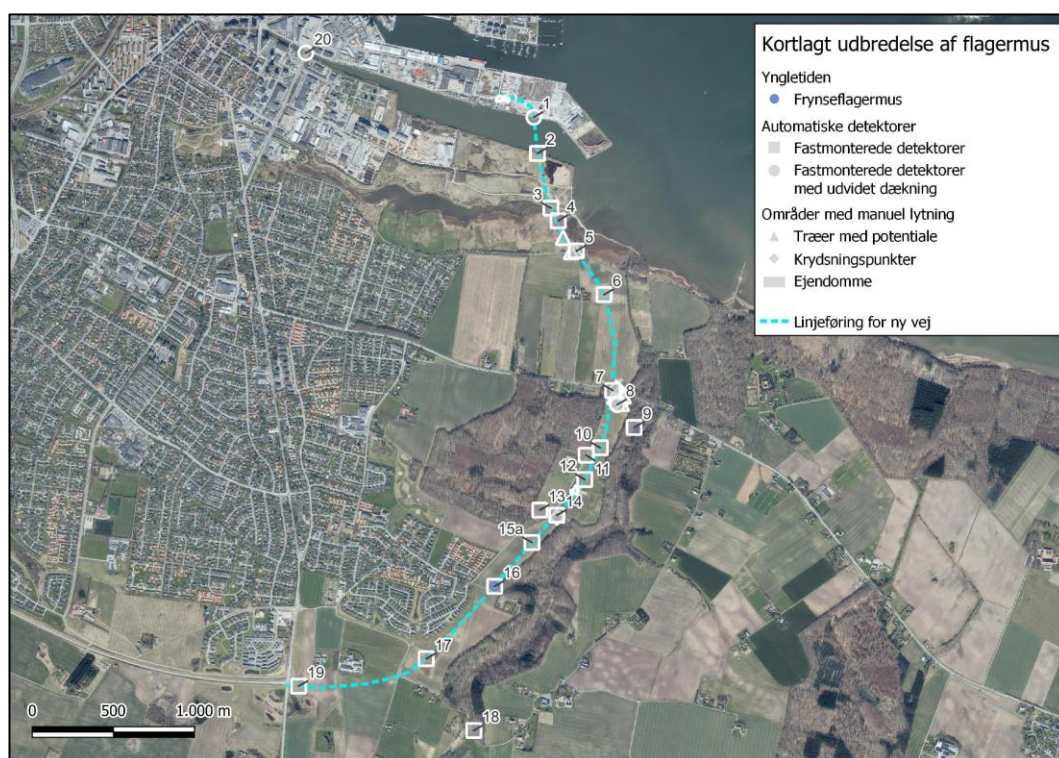 Kortlagt udbredelse af flagermus
Yngletiden
Frynseflagermus
Automatiske detektorer
Fastmonterede detektorer
Fastmonterede detektorer
med udvidet dækning
Områder med manuel lytning
Træer med potentiale
Krydsningspunkter
Ejendomme
Linjeføring for ny vej
20
1
2
3
4
5
6
7
8
9
10
12
11
13
14
15a
16
17
19
18
0 500 1.000 m